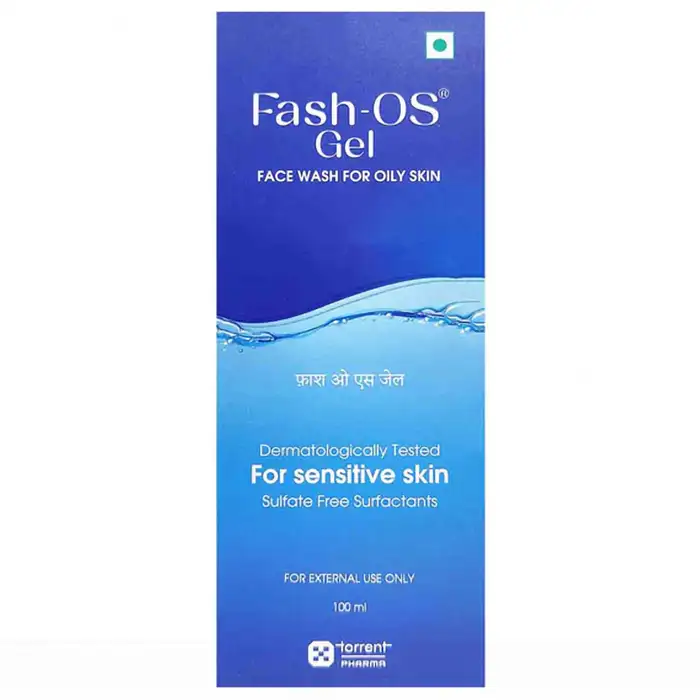 Fash-OS®
Gel
FACE WASH FOR OILY SKIN
फ़ाश ओ एस जेल
Dermatologically Tested
For sensitive skin
Sulfate Free Surfactants
FOR EXTERNAL USE ONLY
100 ml
torrent
PHARMA